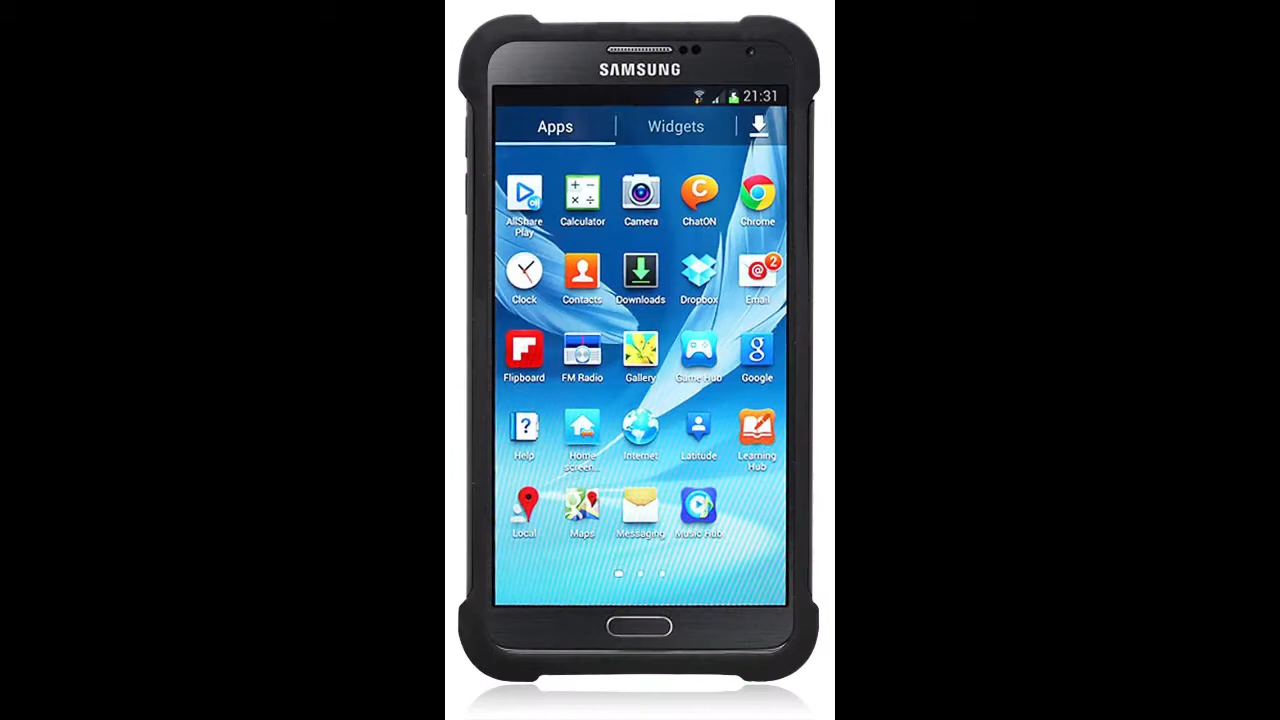 SAMSUNG
21:31
Apps
Widgets
AllShare
Play
Calculator
Camera
ChatON
Chrome
Clock
Contacts
Downloads
Dropbox
2
@
Email
Flipboard
FM Radio
Gallery
Game Hub
g
Google
?
Help
Home
screen...
Internet
Latitude
Learning
Hub
Local
Maps
Messaging
Music Hub